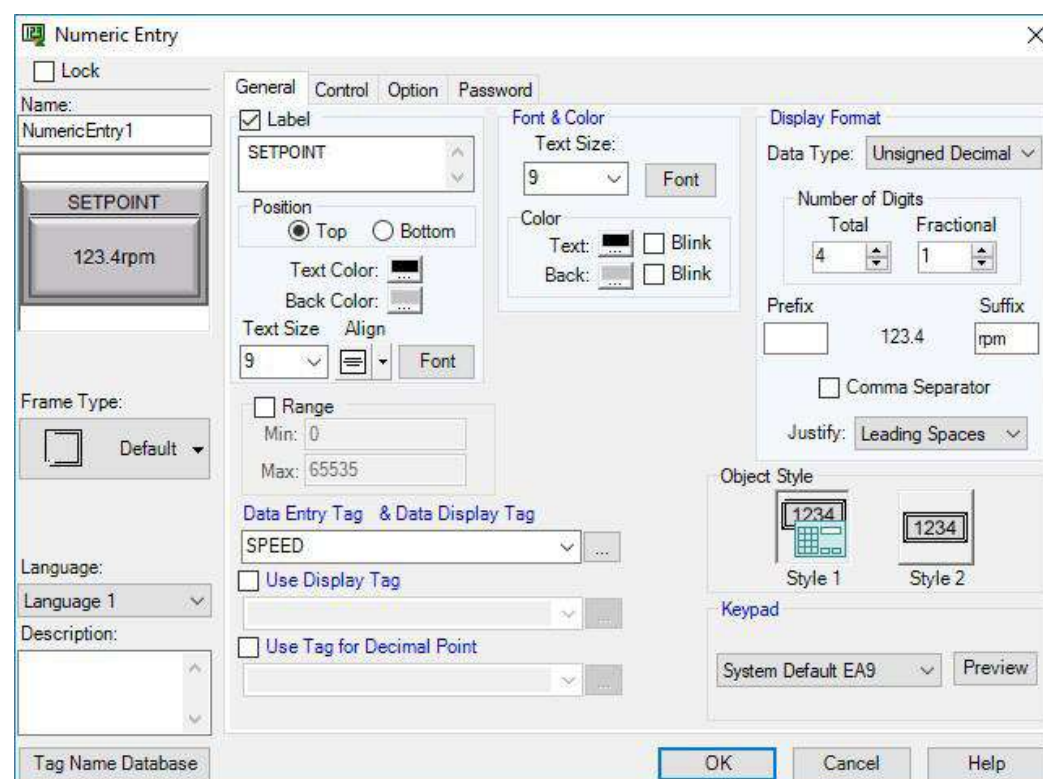 Numeric Entry
Lock
Name:
NumericEntry1
SETPOINT
123.4rpm
Frame Type:
Default
Language:
Language 1
Description:
Tag Name Database
General Control Option Password
Label
SETPOINT
Position
Top Bottom
Text Color: ...
Back Color: ...
Text Size Align
9 Font
Range
Min: 0
Max: 65535
Data Entry Tag & Data Display Tag
SPEED ...
Use Display Tag
...
Use Tag for Decimal Point
...
Font & Color
Text Size:
9 Font
Color
Text: ... Blink
Back: ... Blink
Display Format
Data Type: Unsigned Decimal
Number of Digits
Total Fractional
4 1
Prefix Suffix
123.4 rpm
Comma Separator
Justify: Leading Spaces
Object Style
1234 1234
Style 1 Style 2
Keypad
System Default EA9 Preview
OK Cancel Help